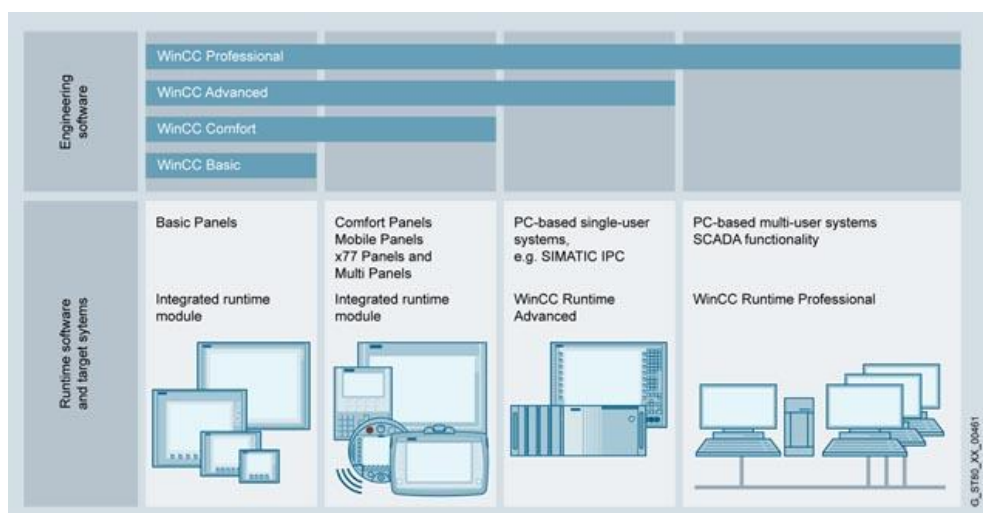 Engineering
software
WinCC Professional
WinCC Advanced
WinCC Comfort
WinCC Basic
Runtime software
and target sytems
Basic Panels
Integrated runtime
module
Comfort Panels
Mobile Panels
x77 Panels and
Multi Panels
Integrated runtime
module
PC-based single-user
systems,
e.g. SIMATIC IPC
WinCC Runtime
Advanced
PC-based multi-user systems
SCADA functionality
WinCC Runtime Professional
G_ST80_XX_00461